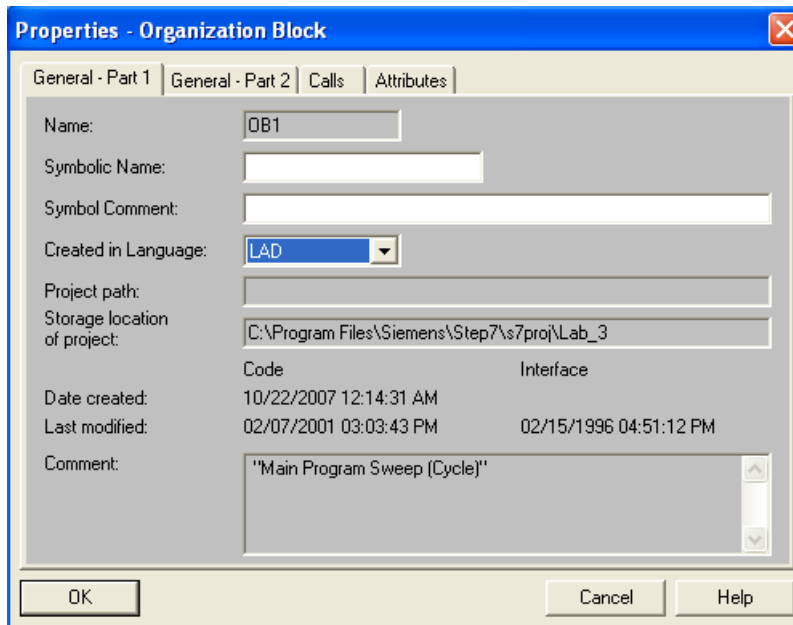 Properties - Organization Block
General - Part 1 General - Part 2 Calls Attributes
Name: OB1
Symbolic Name:
Symbol Comment:
Created in Language: LAD
Project path:
Storage location
of project: C:\Program Files\Siemens\Step7\s7proj\Lab_3
Code Interface
Date created: 10/22/2007 12:14:31 AM
Last modified: 02/07/2001 03:03:43 PM 02/15/1996 04:51:12 PM
Comment: "Main Program Sweep (Cycle)"
OK Cancel Help